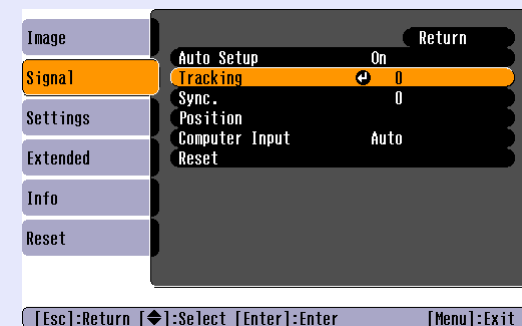 Image
Signal
Settings
Extended
Info
Reset
Return
Auto Setup On
Tracking 0
Sync. 0
Position
Computer Input Auto
Reset
[Esc]:Return [◆]:Select [Enter]:Enter [Menu]:Exit